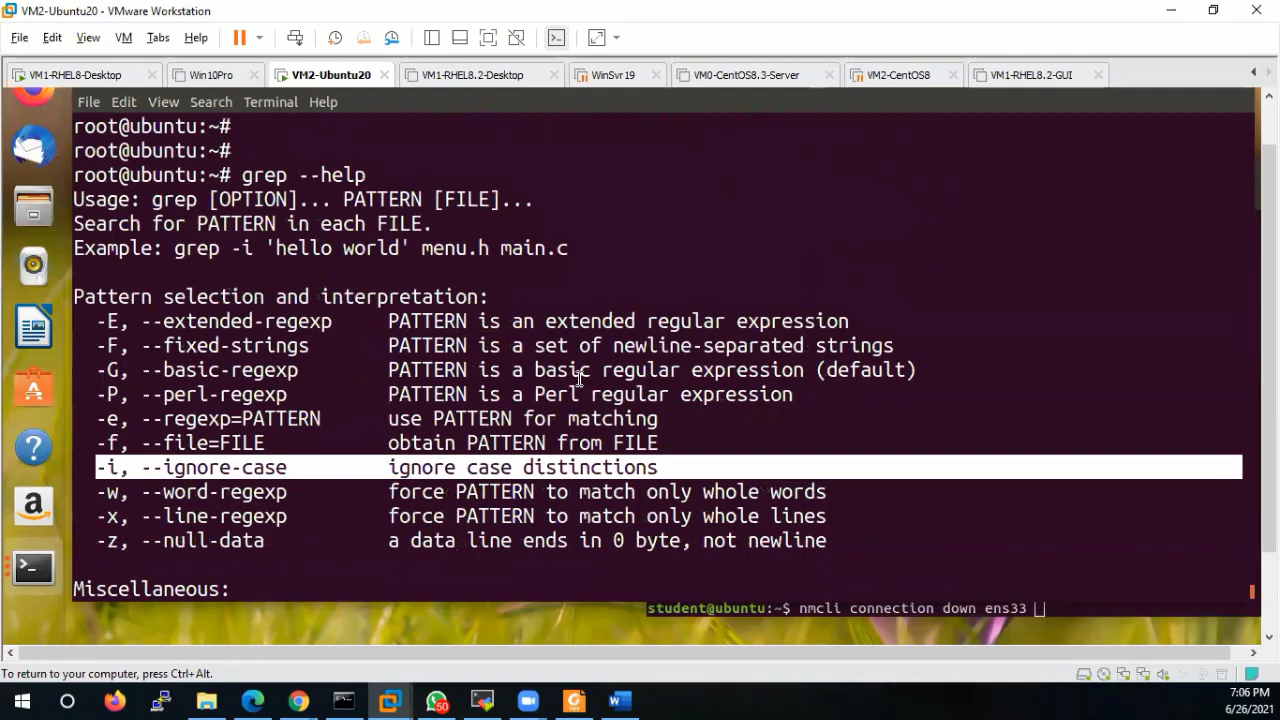 VM2-Ubuntu20 - VMware Workstation
File Edit View VM Tabs Help
VM1-RHEL8-Desktop Win10Pro VM2-Ubuntu20 VM1-RHEL8.2-Desktop WinSvr19 VM0-CentOS8.3-Server VM2-CentOS8 VM1-RHEL8.2-GUI
File Edit View Search Terminal Help
root@ubuntu:~#
root@ubuntu:~#
root@ubuntu:~# grep --help
Usage: grep [OPTION]... PATTERN [FILE]...
Search for PATTERN in each FILE.
Example: grep -i 'hello world' menu.h main.c
Pattern selection and interpretation:
-E, --extended-regexp PATTERN is an extended regular expression
-F, --fixed-strings PATTERN is a set of newline-separated strings
-G, --basic-regexp PATTERN is a basic regular expression (default)
-P, --perl-regexp PATTERN is a Perl regular expression
-e, --regexp=PATTERN use PATTERN for matching
-f, --file=FILE obtain PATTERN from FILE
-i, --ignore-case ignore case distinctions
-w, --word-regexp force PATTERN to match only whole words
-x, --line-regexp force PATTERN to match only whole lines
-z, --null-data a data line ends in 0 byte, not newline
Miscellaneous:
student@ubuntu:~$ nmcli connection down ens33
To return to your computer, press Ctrl+Alt.
50
7:06 PM
6/26/2021